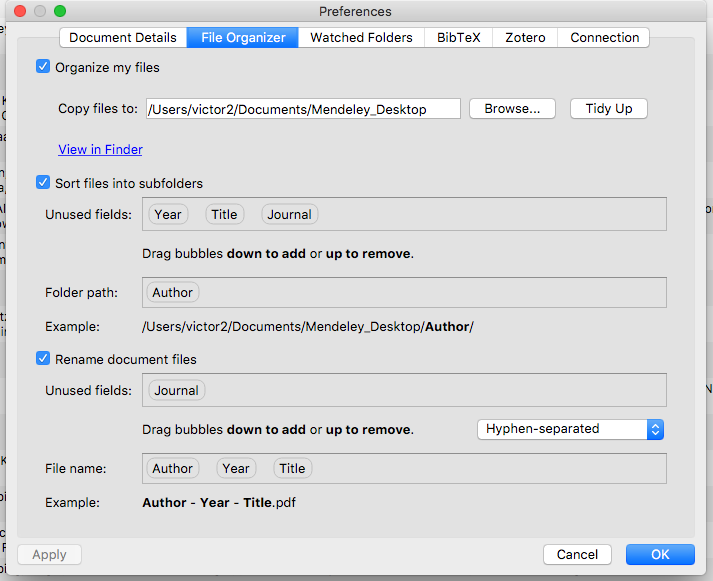 Preferences
Document Details File Organizer Watched Folders BibTeX Zotero Connection
Organize my files
Copy files to: /Users/victor2/Documents/Mendeley_Desktop Browse... Tidy Up
View in Finder
Sort files into subfolders
Unused fields: Year Title Journal
Drag bubbles down to add or up to remove.
Folder path: Author
Example: /Users/victor2/Documents/Mendeley_Desktop/Author/
Rename document files
Unused fields: Journal
Drag bubbles down to add or up to remove. Hyphen-separated
File name: Author Year Title
Example: Author - Year - Title.pdf
Apply Cancel OK